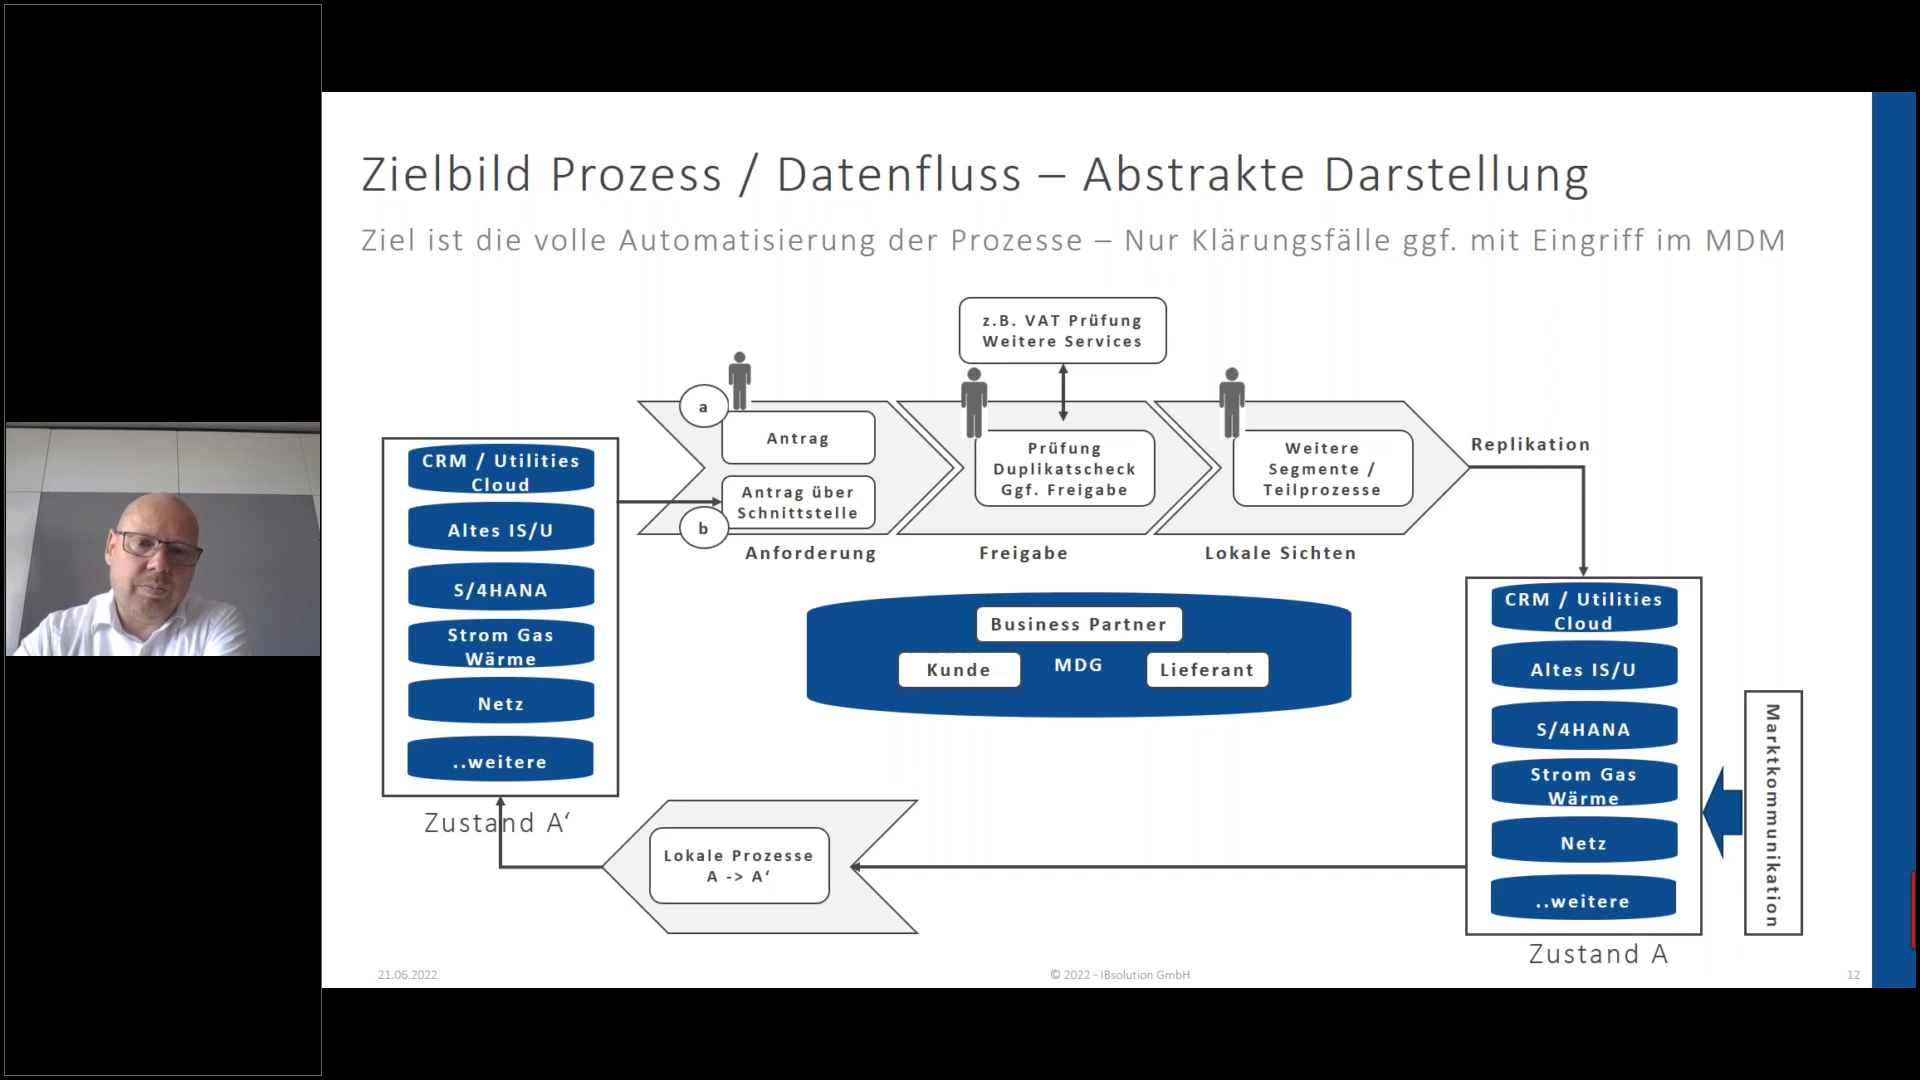 Zielbild Prozess / Datenfluss – Abstrakte Darstellung
Ziel ist die volle Automatisierung der Prozesse – Nur Klärungsfälle ggf. mit Eingriff im MDM
z.B. VAT Prüfung
Weitere Services
a
Antrag
Antrag über
Schnittstelle
b
Prüfung
Duplikatscheck
Ggf. Freigabe
Weitere
Segmente /
Teilprozesse
Replikation
Anforderung
Freigabe
Lokale Sichten
CRM / Utilities
Cloud
Altes IS/U
S/4HANA
Strom Gas
Wärme
Netz
..weitere
Zustand A‘
Business Partner
Kunde
MDG
Lieferant
CRM / Utilities
Cloud
Altes IS/U
S/4HANA
Strom Gas
Wärme
Netz
..weitere
Zustand A
Marktkommunikation
Lokale Prozesse
A -> A‘
21.06.2022
© 2022 - IBsolution GmbH
12